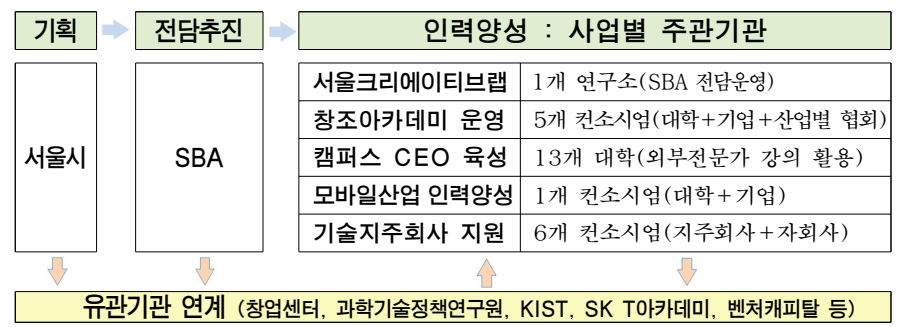 기획 전담추진 인력양성 : 사업별 주관기관
서울크리에이티브랩 1개 연구소(SBA 전담운영)
창조아카데미 운영 5개 컨소시엄(대학+기업+산업별 협회)
서울시 SBA 캠퍼스 CEO 육성 13개 대학(외부전문가 강의 활용)
모바일산업 인력양성 1개 컨소시엄(대학+기업)
기술지주회사 지원 6개 컨소시엄(지주회사+자회사)
유관기관 연계 (창업센터, 과학기술정책연구원, KIST, SK T아카데미, 벤처캐피탈 등)